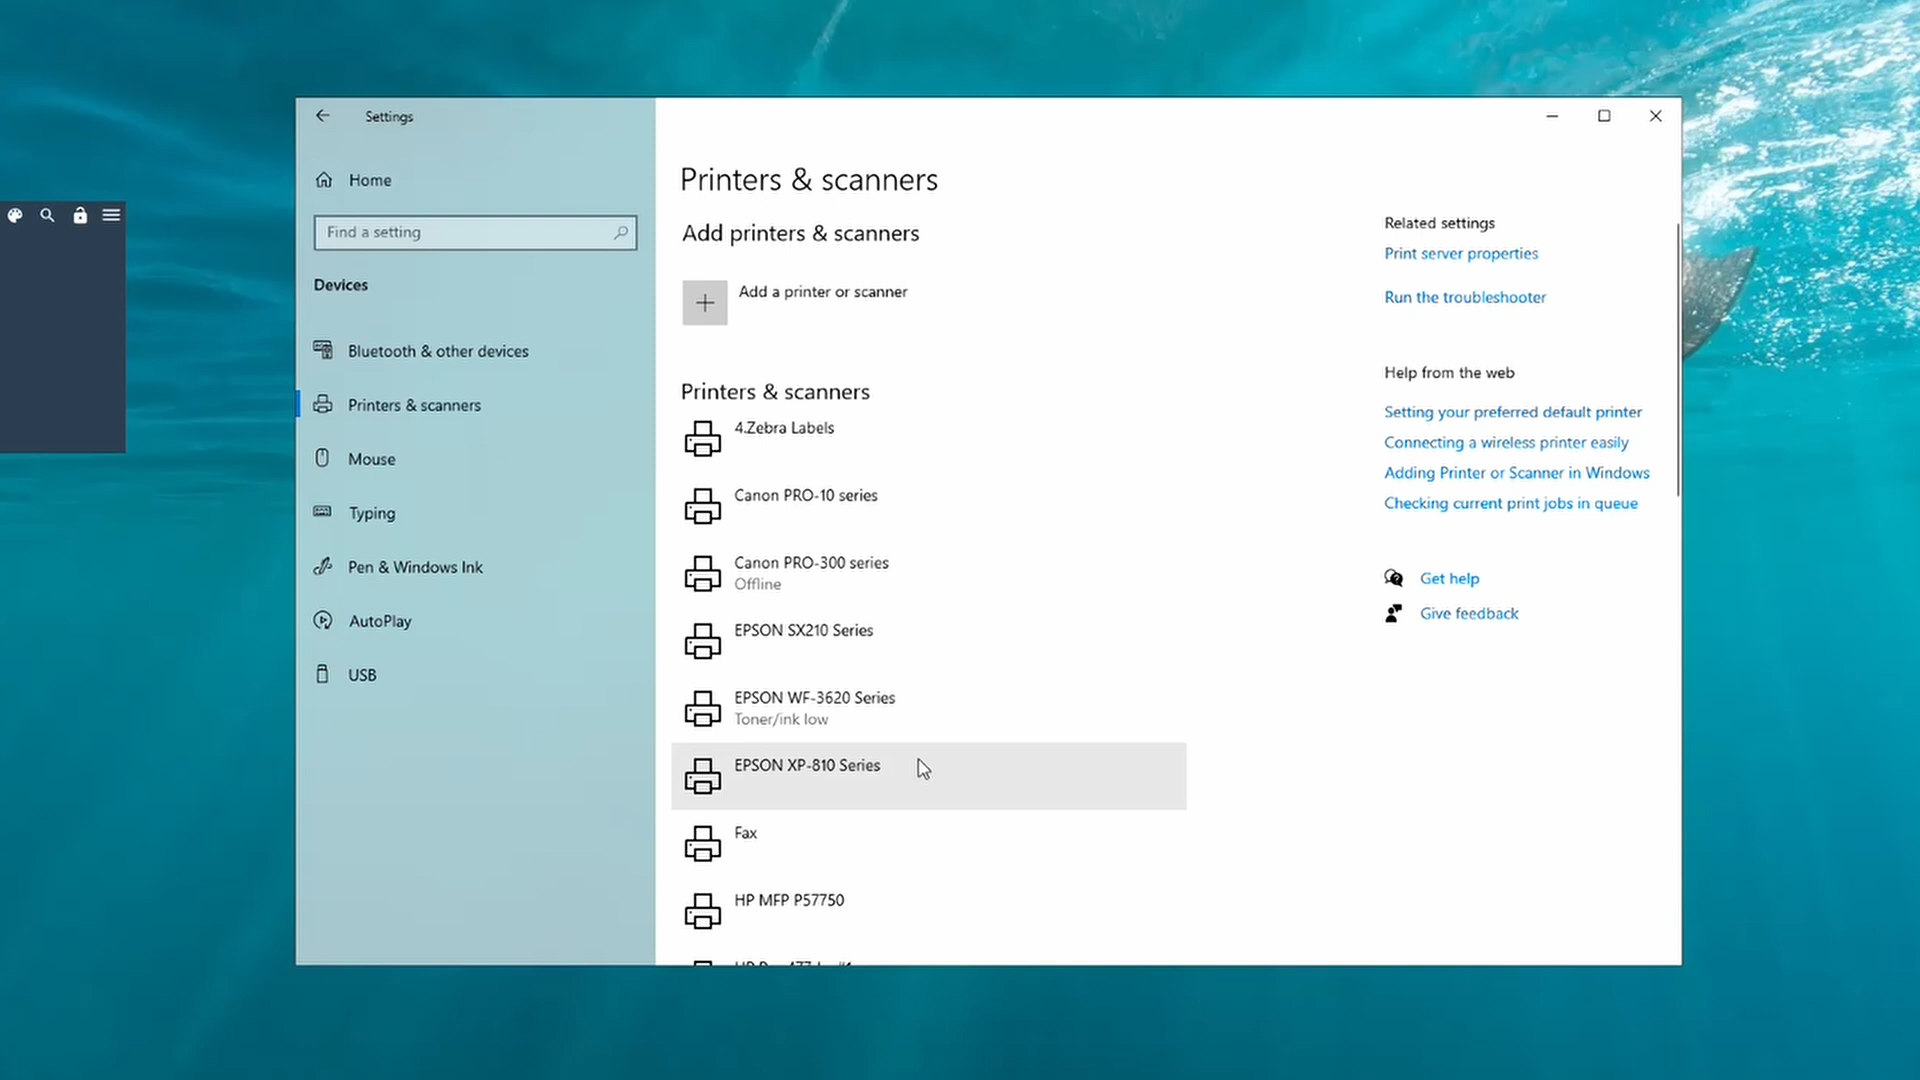 Settings
Home
Find a setting
Devices
Bluetooth & other devices
Printers & scanners
Mouse
Typing
Pen & Windows Ink
AutoPlay
USB
Printers & scanners
Add printers & scanners
Add a printer or scanner
Printers & scanners
4.Zebra Labels
Canon PRO-10 series
Canon PRO-300 series
Offline
EPSON SX210 Series
EPSON WF-3620 Series
Toner/ink low
EPSON XP-810 Series
Fax
HP MFP P57750
Related settings
Print server properties
Run the troubleshooter
Help from the web
Setting your preferred default printer
Connecting a wireless printer easily
Adding Printer or Scanner in Windows
Checking current print jobs in queue
Get help
Give feedback